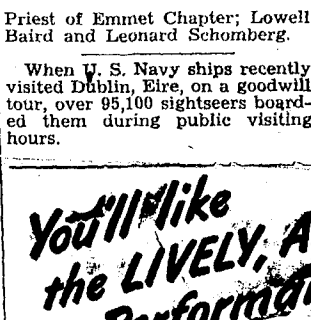 Priest of Emmet Chapter; Lowell
Baird and Leonard Schomberg.
When U. S. Navy ships recently
visited Dublin, Eire, on a goodwill
tour, over 95,100 sightseers board-
ed them during public visiting
hours.
You'll like
the LIVELY, A
Performa